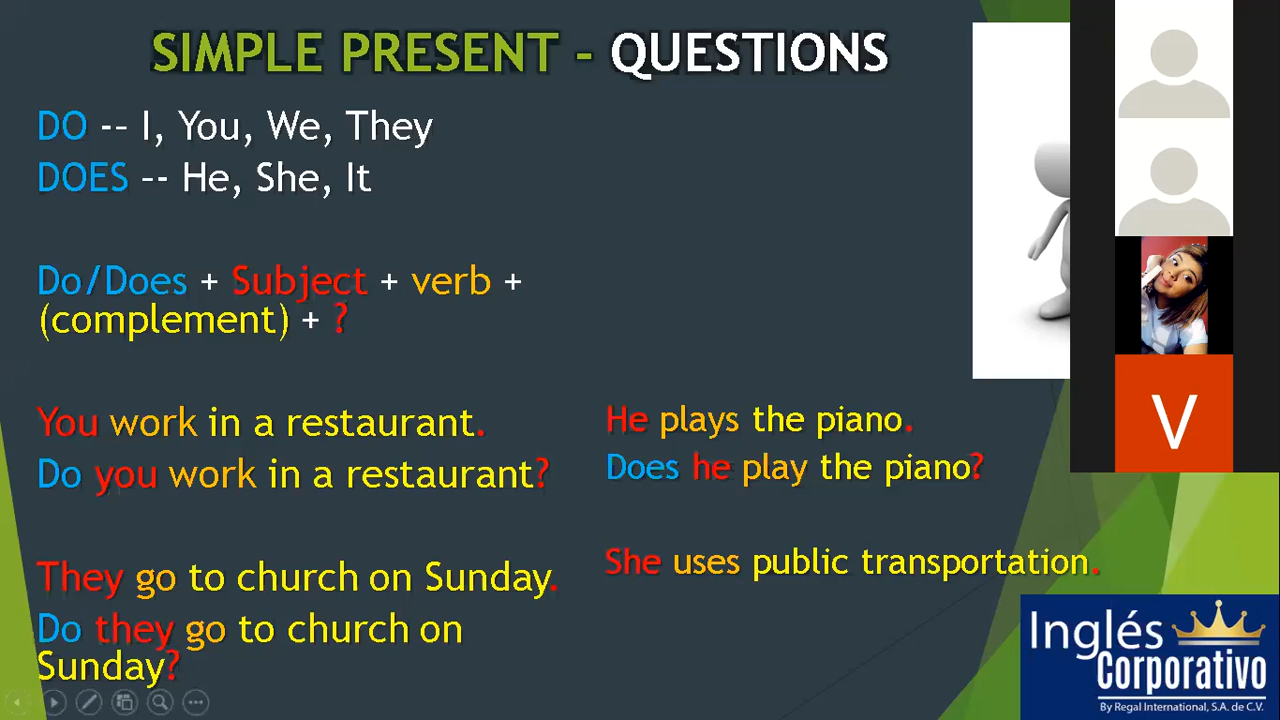 SIMPLE PRESENT - QUESTIONS
DO -- I, You, We, They
DOES -- He, She, It
Do/Does + Subject + verb +
(complement) + ?
You work in a restaurant.
Do you work in a restaurant?
They go to church on Sunday.
Do they go to church on
Sunday?
He plays the piano.
Does he play the piano?
She uses public transportation.
V
Inglés
Corporativo
By Regal International, S.A. de C.V.